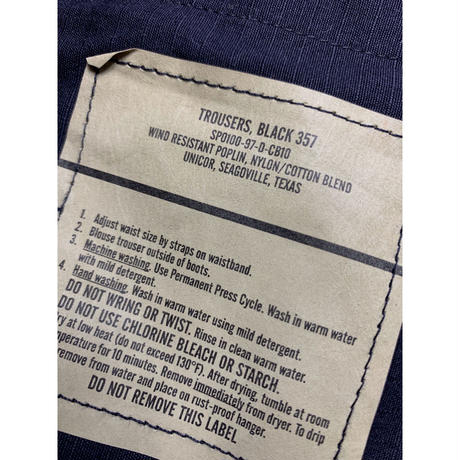 TROUSERS, BLACK 357
SPO100-97-D-CB10
WIND RESISTANT POPLIN, NYLON/COTTON BLEND
UNICOR, SEAGOVILLE, TEXAS
1. Adjust waist size by straps on waistband.
2. Blouse trouser outside of boots.
3. Machine washing. Use Permanent Press Cycle. Wash in warm water
with mild detergent.
4. Hand washing. Wash in warm water using mild detergent.
DO NOT WRING OR TWIST. Rinse in clean warm water.
DO NOT USE CHLORINE BLEACH OR STARCH.
at low heat (do not exceed 130°F). After drying, tumble at room
temperature for 10 minutes. Remove immediately from dryer. To drip
remove from water and place on rust-proof hanger.
DO NOT REMOVE THIS LABEL